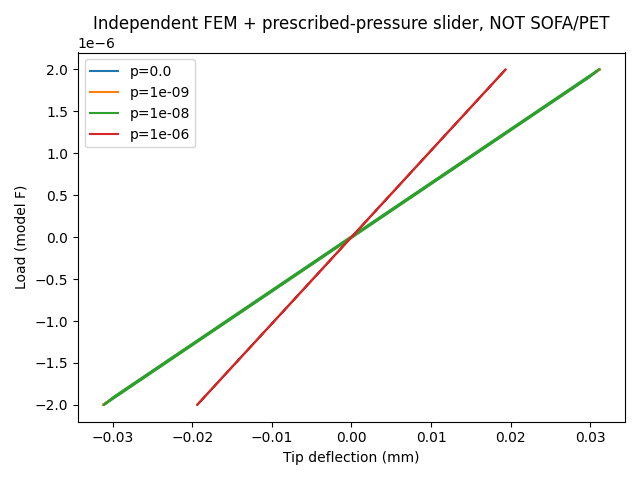 Independent FEM + prescribed-pressure slider, NOT SOFA/PET
1e−6
p=0.0
p=1e-09
p=1e-08
p=1e-06
2.0
1.5
1.0
0.5
0.0
−0.5
−1.0
−1.5
−2.0
Load (model F)
−0.03 −0.02 −0.01 0.00 0.01 0.02 0.03
Tip deflection (mm)